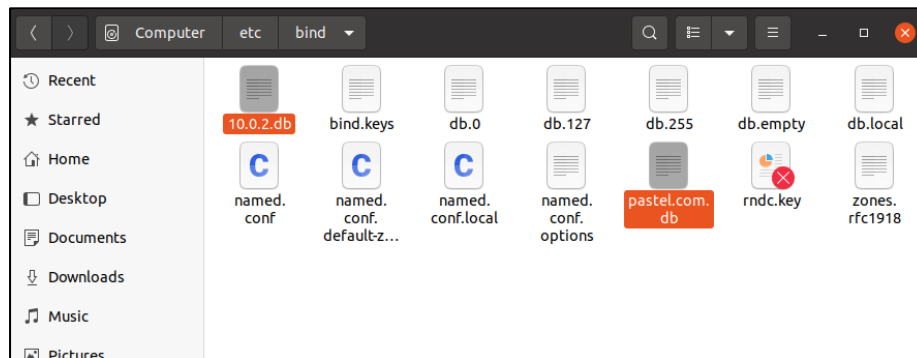 Computer etc bind
Recent
Starred
Home
Desktop
Documents
Downloads
Music
Pictures
10.0.2.db bind.keys db.0 db.127 db.255 db.empty db.local
named. named. named. named. pastel.com. rndc.key zones.
conf conf. conf.local conf. db rfc1918
default-z... options